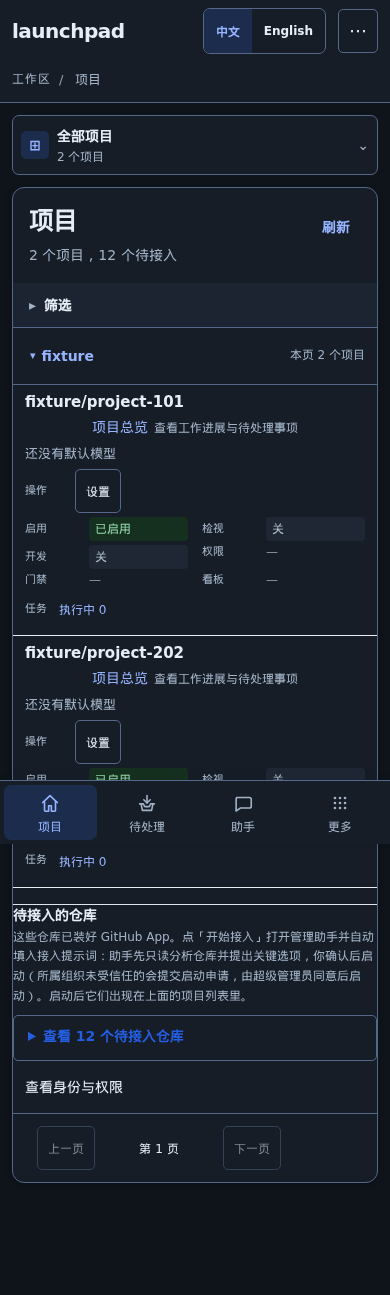 launchpad
中文 English ⋯
工作区 / 项目
全部项目
2 个项目
项目
刷新
2 个项目 , 12 个待接入
▸ 筛选
▾ fixture 本页 2 个项目
fixture/project-101
项目总览 查看工作进展与待处理事项
还没有默认模型
操作 设置
启用 已启用 检视 关
开发 关 权限 —
门禁 — 看板 —
任务 执行中 0
fixture/project-202
项目总览 查看工作进展与待处理事项
还没有默认模型
操作 设置
启用 已启用 检视 关
项目 待处理 助手 更多
任务 执行中 0
待接入的仓库
这些仓库已装好 GitHub App。点「开始接入」打开管理助手并自动
填入接入提示词：助手先只读分析仓库并提出关键选项，你确认后启
动（所属组织未受信任的会提交启动申请，由超级管理员同意后启
动）。启动后它们出现在上面的项目列表里。
▶ 查看 12 个待接入仓库
查看身份与权限
上一页 第 1 页 下一页